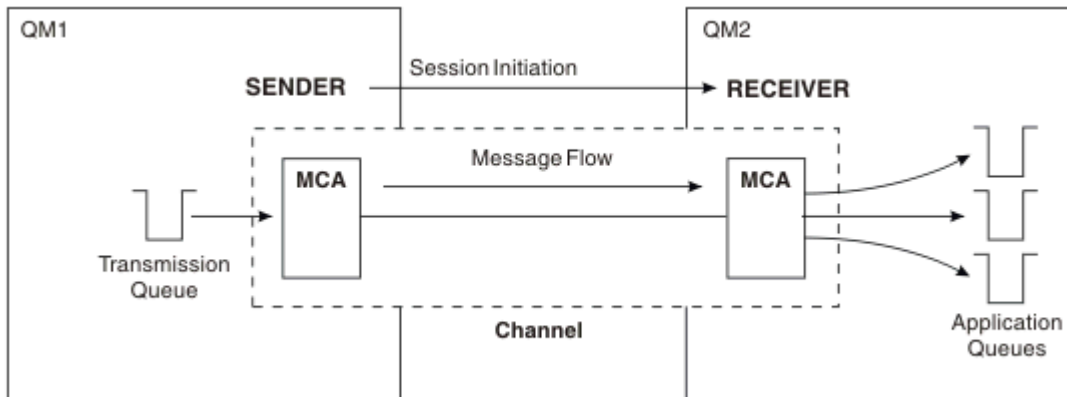 QM1
QM2
Session Initiation
SENDER
RECEIVER
Message Flow
MCA
MCA
Transmission
Queue
Channel
Application
Queues